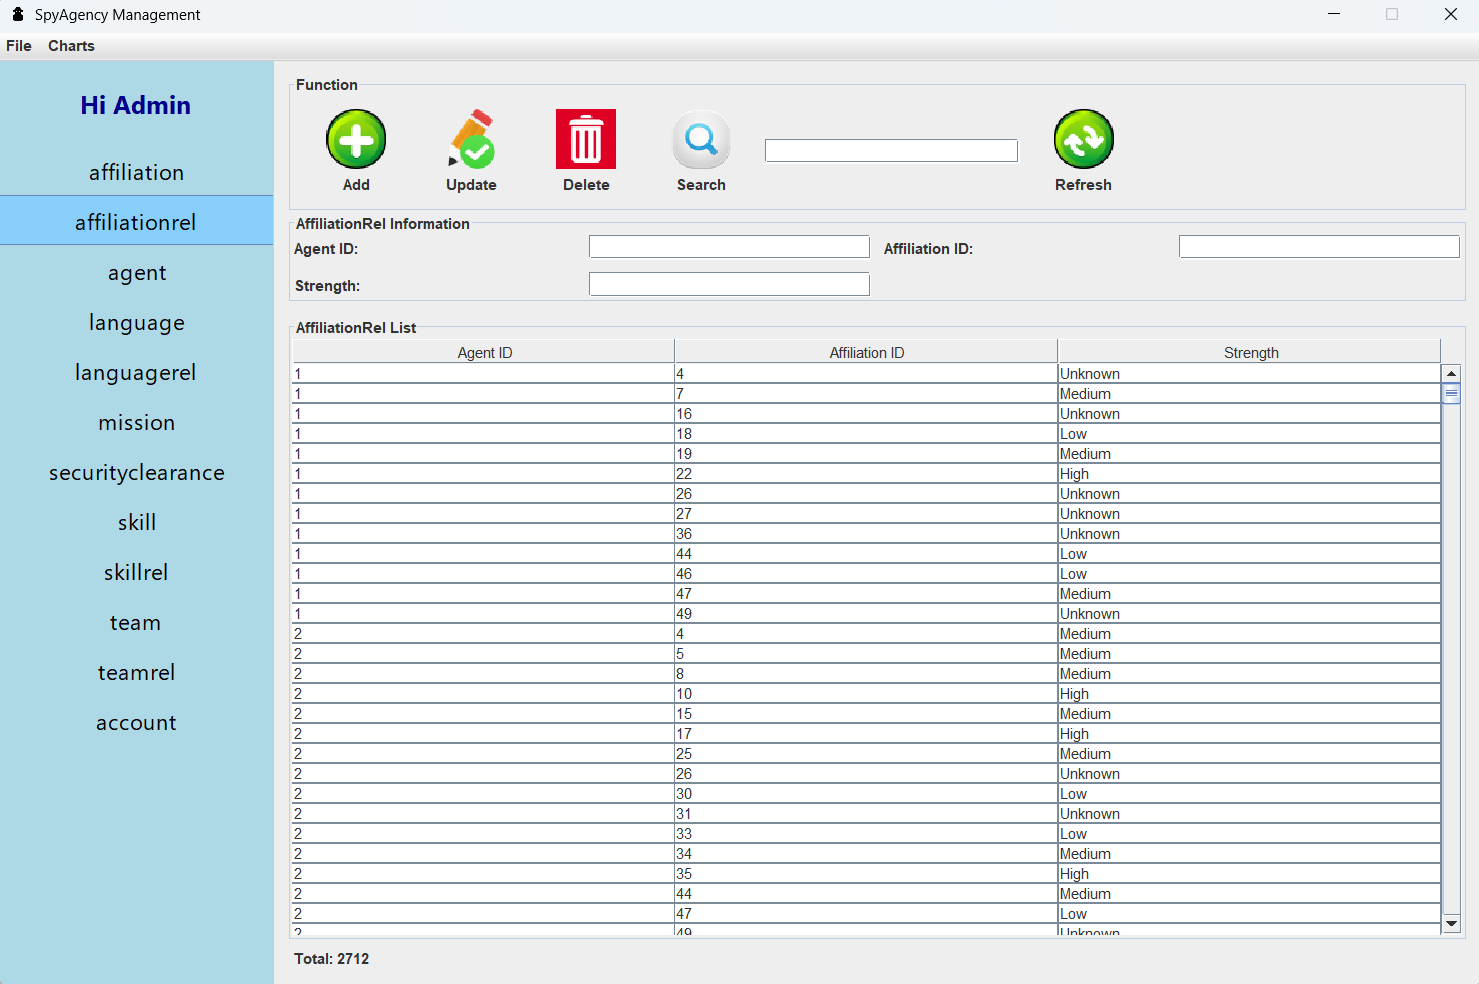 SpyAgency Management
File Charts
Hi Admin
affiliation
affiliationrel
agent
language
languagerel
mission
securityclearance
skill
skillrel
team
teamrel
account
Function
Add Update Delete Search Refresh
AffiliationRel Information
Agent ID: Affiliation ID:
Strength:
AffiliationRel List
Agent ID Affiliation ID Strength
1 4 Unknown
1 7 Medium
1 16 Unknown
1 18 Low
1 19 Medium
1 22 High
1 26 Unknown
1 27 Unknown
1 36 Unknown
1 44 Low
1 46 Low
1 47 Medium
1 49 Unknown
2 4 Medium
2 5 Medium
2 8 Medium
2 10 High
2 15 Medium
2 17 High
2 25 Medium
2 26 Unknown
2 30 Low
2 31 Unknown
2 33 Low
2 34 Medium
2 35 High
2 44 Medium
2 47 Low
2 49 Unknown
Total: 2712